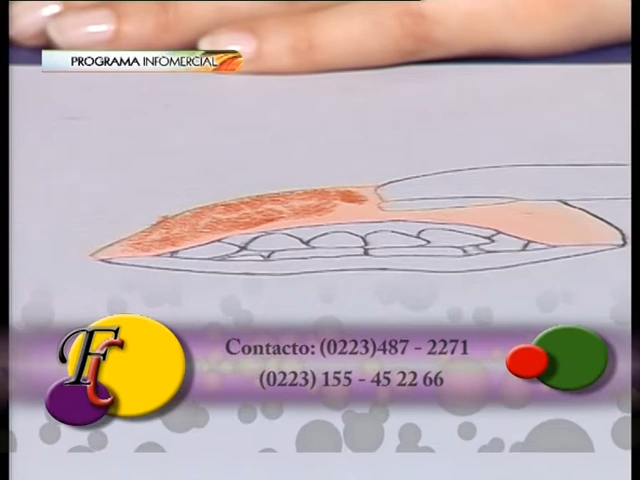 PROGRAMA INFOMERCIAL
Contacto: (0223)487 - 2271
(0223) 155 - 45 22 66